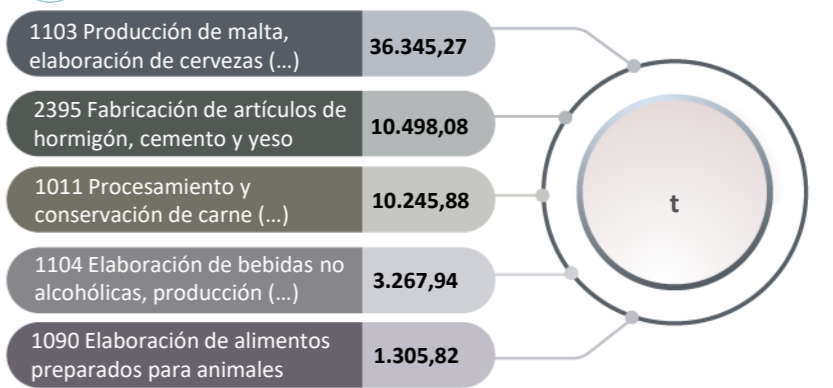 1103 Producción de malta,
elaboración de cervezas (...)
36.345,27
2395 Fabricación de artículos de
hormigón, cemento y yeso
10.498,08
1011 Procesamiento y
conservación de carne (...)
10.245,88
1104 Elaboración de bebidas no
alcohólicas, producción (...)
3.267,94
1090 Elaboración de alimentos
preparados para animales
1.305,82
t